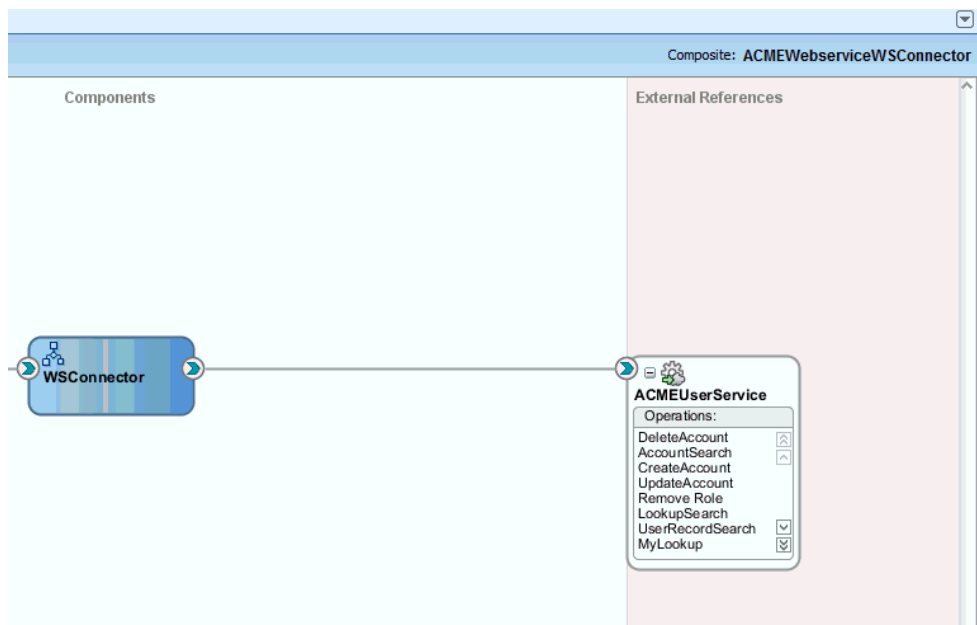 Composite: ACMEWebserviceWSConnector
Components
External References
WSConnector
ACMEUserService
Operations:
DeleteAccount
AccountSearch
CreateAccount
UpdateAccount
Remove Role
LookupSearch
UserRecordSearch
MyLookup